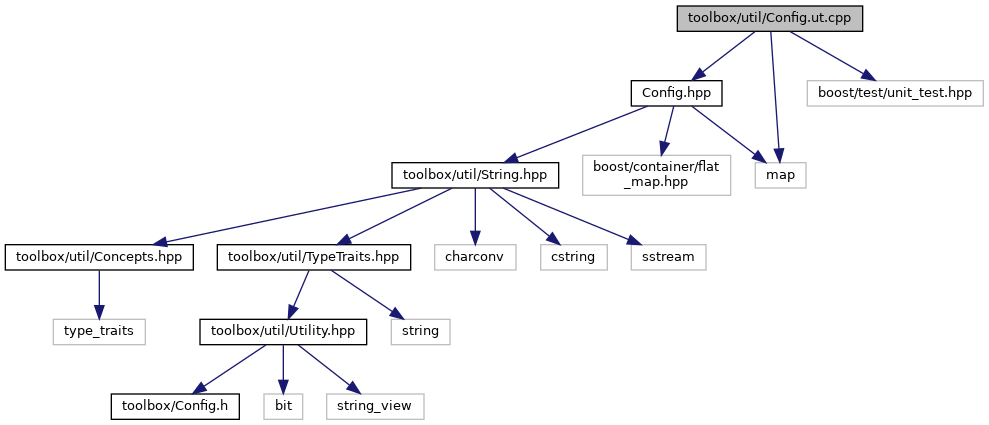 toolbox/util/Config.ut.cpp
Config.hpp
boost/test/unit_test.hpp
toolbox/util/String.hpp
boost/container/flat
_map.hpp
map
toolbox/util/Concepts.hpp
toolbox/util/TypeTraits.hpp
charconv
cstring
sstream
type_traits
toolbox/util/Utility.hpp
string
toolbox/Config.h
bit
string_view